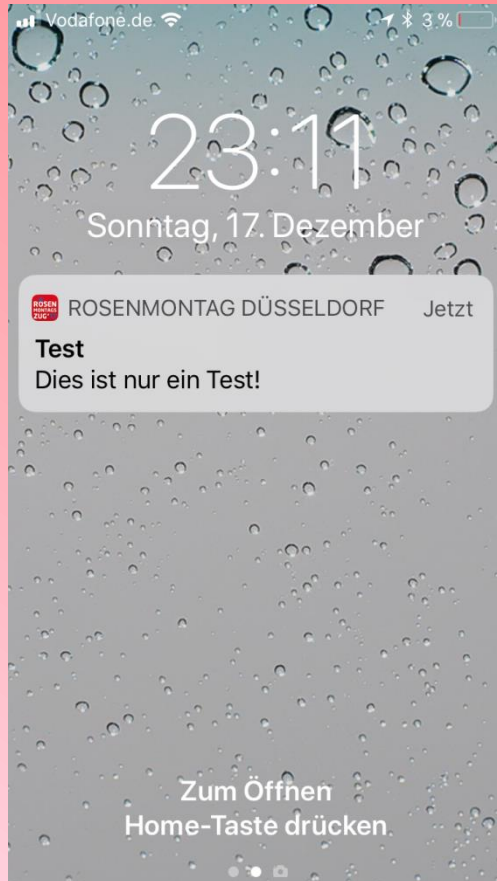 Vodafone.de 3 %
23:11
Sonntag, 17. Dezember
ROSEN MONTAGS ZUG ROSENMONTAG DÜSSELDORF Jetzt
Test
Dies ist nur ein Test!
Zum Öffnen
Home-Taste drücken